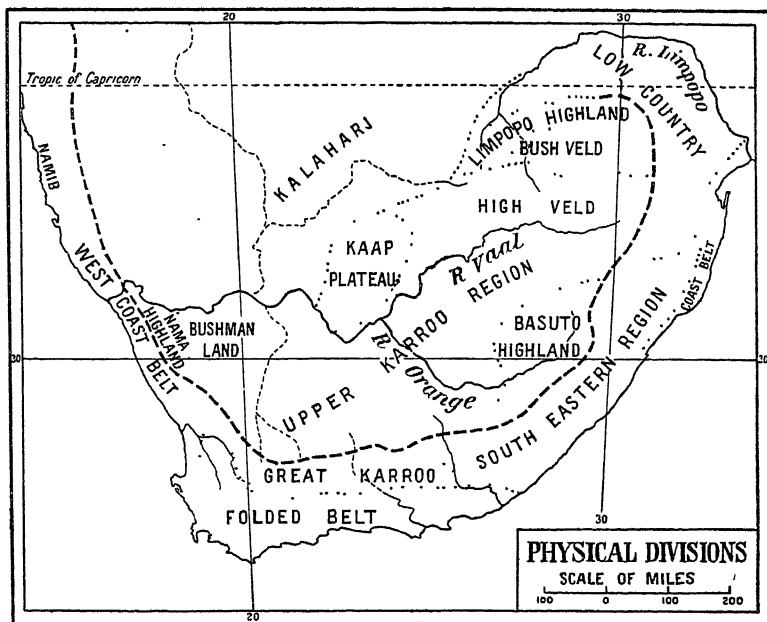 20
30
Tropic of Capricorn
R. Limpopo
LOW COUNTRY
LIMPOPO HIGHLAND
BUSH VELD
KALAHARI
NAMIB
HIGH VELD
KAAP
PLATEAU
R Vaal
COAST BELT
WEST COAST BELT
NAMA
HIGHLAND
BUSHMAN
LAND
UPPER KARROO REGION
BASUTO
HIGHLAND
30
30
R Orange
SOUTH EASTERN REGION
GREAT KARROO
FOLDED BELT
30
PHYSICAL DIVISIONS
SCALE OF MILES
100 0 100 200
20